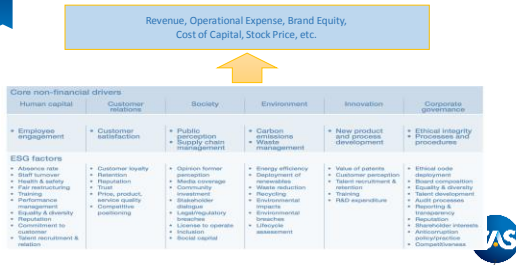 Revenue, Operational Expense, Brand Equity,
Cost of Capital, Stock Price, etc.
Core non-financial drivers
Human capital
Customer
relations
Society
Environment
Innovation
Corporate
governance
• Employee
engagement
• Customer
satisfaction
• Public
perception
• Supply chain
management
• Carbon
emissions
• Waste
management
• New product
and process
development
• Ethical integrity
• Processes and
procedures
ESG factors
• Absence rate
• Staff turnover
• Health & safety
• Fair restructuring
• Training
• Performance
management
• Equality & diversity
• Reputation
• Commitment to
customer
• Talent recruitment &
relation
• Customer loyalty
• Retention
• Reputation
• Trust
• Price, product,
service quality
• Competitive
positioning
• Opinion former
perception
• Media coverage
• Community
investment
• Stakeholder
dialogue
• Legal/regulatory
breaches
• License to operate
• Inclusion
• Social capital
• Energy efficiency
• Deployment of
renewables
• Waste reduction
• Recycling
• Environmental
impacts
• Environmental
breaches
• Lifecycle
assessment
• Value of patents
• Customer perception
• Talent recruitment &
retention
• Training
• R&D expenditure
• Ethical code
deployment
• Board composition
• Equality & diversity
• Talent development
• Audit processes
• Reporting &
transparency
• Reputation
• Shareholder interests
• Anticorruption
policy/practice
• Competitiveness